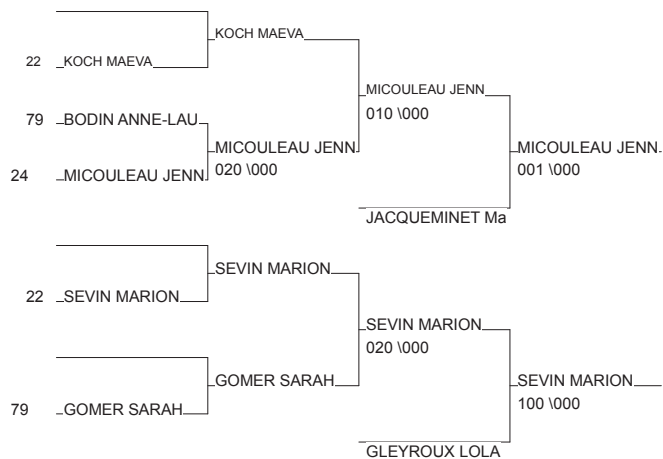 KOCH MAEVA
22 KOCH MAEVA
MICOULEAU JENN
010 \000
79 BODIN ANNE-LAU
MICOULEAU JENN
020 \000
MICOULEAU JENN
001 \000
24 MICOULEAU JENN
JACQUEMINET Ma
SEVIN MARION
22 SEVIN MARION
SEVIN MARION
020 \000
GOMER SARAH
SEVIN MARION
100 \000
79 GOMER SARAH
GLEYROUX LOLA